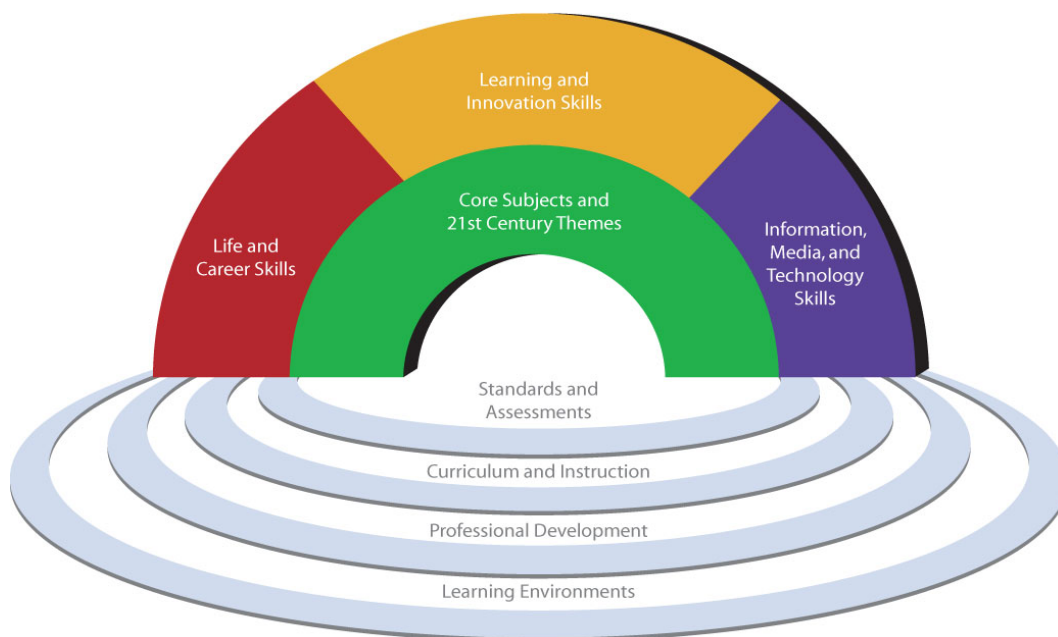 Learning and
Innovation Skills
Core Subjects and
21st Century Themes
Life and
Career Skills
Information,
Media, and
Technology
Skills
Standards and
Assessments
Curriculum and Instruction
Professional Development
Learning Environments